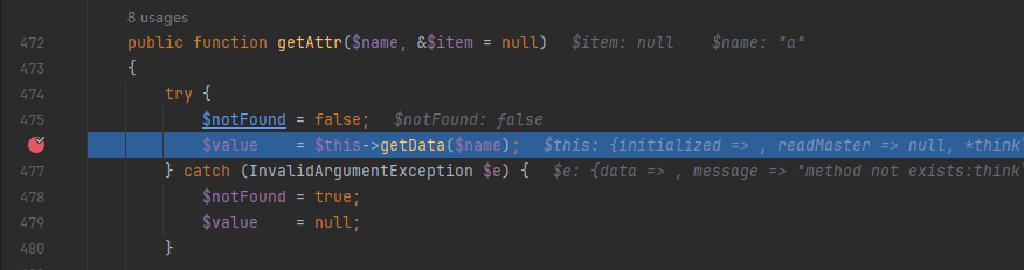 8 usages
472 public function getAttr($name, &$item = null) $item: null $name: "a"
473 {
474 try {
475 $notFound = false; $notFound: false
$value = $this->getData($name); $this: {initialized => , readMaster => null, *think
477 } catch (InvalidArgumentException $e) { $e: {data => , message => "method not exists:think
478 $notFound = true;
479 $value = null;
480 }